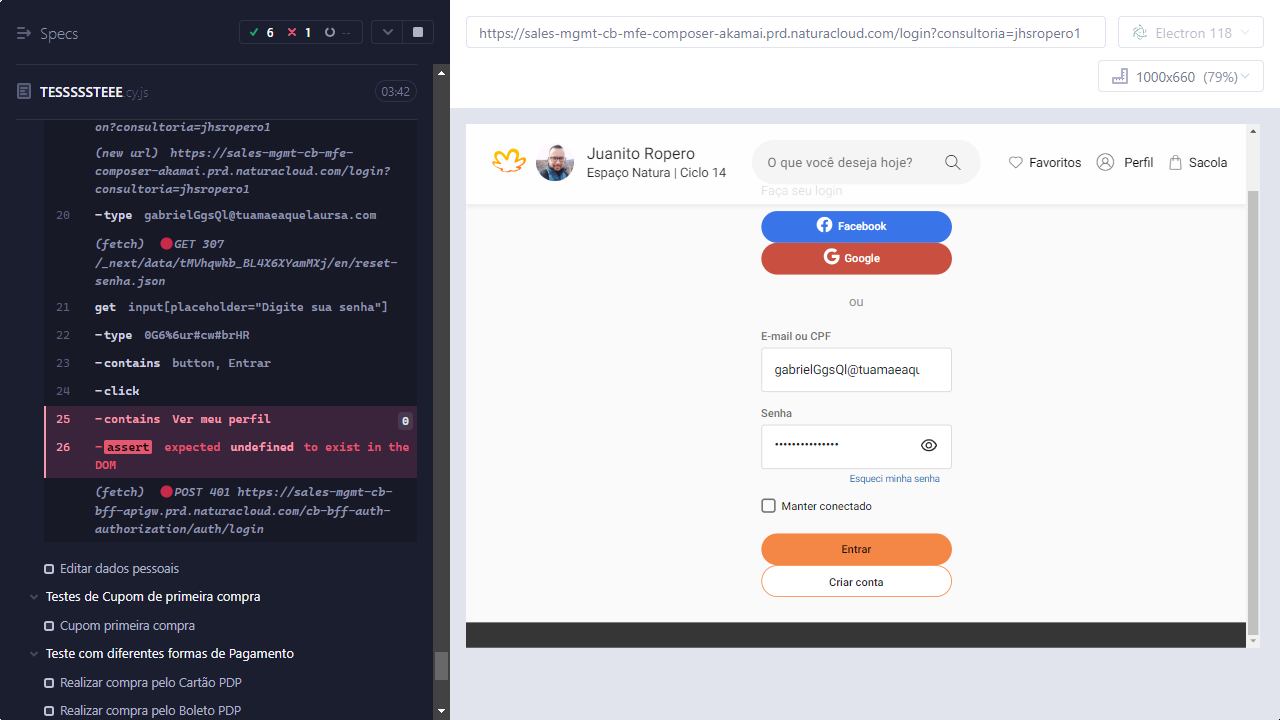 Specs
6
1
--
TESSSSSTEEE.cy.js
03:42
on?consultoria=jhsropero1
(new url) https://sales-mgmt-cb-mfe-
composer-akamai.prd.naturacloud.com/login?
consultoria=jhsropero1
20 -type gabrielGgsQl@tuamaeaquelaursa.com
(fetch) GET 307
/_next/data/tMVhqwkb_BL4X6XYamMXj/en/reset-
senha.json
21 get input[placeholder="Digite sua senha"]
22 -type 0G6%6ur#cw#brHR
23 -contains button, Entrar
24 -click
25 -contains Ver meu perfil 0
26 -assert expected undefined to exist in the
DOM
(fetch) POST 401 https://sales-mgmt-cb-
bff-apigw.prd.naturacloud.com/cb-bff-auth-
authorization/auth/login
Editar dados pessoais
Testes de Cupom de primeira compra
Cupom primeira compra
Teste com diferentes formas de Pagamento
Realizar compra pelo Cartão PDP
Realizar compra pelo Boleto PDP
https://sales-mgmt-cb-mfe-composer-akamai.prd.naturacloud.com/login?consultoria=jhsropero1
Electron 118
1000x660 (79%)
Juanito Ropero
Espaço Natura | Ciclo 14
O que você deseja hoje?
Favoritos
Perfil
Sacola
Faça seu login
Facebook
Google
ou
E-mail ou CPF
gabrielGgsQl@tuamaeaqu
Senha
•••••••••••••••
Esqueci minha senha
Manter conectado
Entrar
Criar conta